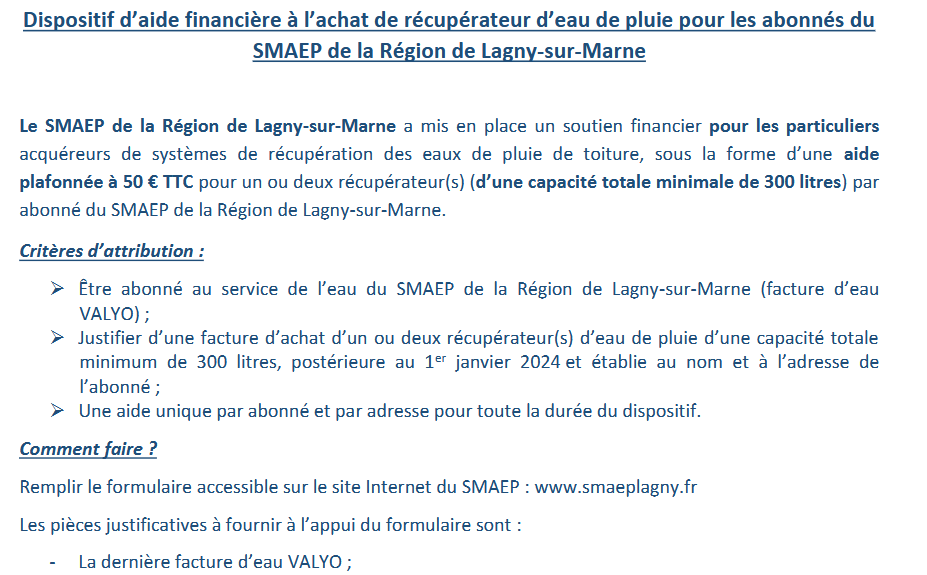 Dispositif d’aide financière à l’achat de récupérateur d’eau de pluie pour les abonnés du
SMAEP de la Région de Lagny-sur-Marne
Le SMAEP de la Région de Lagny-sur-Marne a mis en place un soutien financier pour les particuliers
acquéreurs de systèmes de récupération des eaux de pluie de toiture, sous la forme d’une aide
plafonnée à 50 € TTC pour un ou deux récupérateur(s) (d’une capacité totale minimale de 300 litres) par
abonné du SMAEP de la Région de Lagny-sur-Marne.
Critères d’attribution :
➢ Être abonné au service de l’eau du SMAEP de la Région de Lagny-sur-Marne (facture d’eau
VALYO) ;
➢ Justifier d’une facture d’achat d’un ou deux récupérateur(s) d’eau de pluie d’une capacité totale
minimum de 300 litres, postérieure au 1er janvier 2024 et établie au nom et à l’adresse de
l’abonné ;
➢ Une aide unique par abonné et par adresse pour toute la durée du dispositif.
Comment faire ?
Remplir le formulaire accessible sur le site Internet du SMAEP : www.smaeplagny.fr
Les pièces justificatives à fournir à l’appui du formulaire sont :
- La dernière facture d’eau VALYO ;